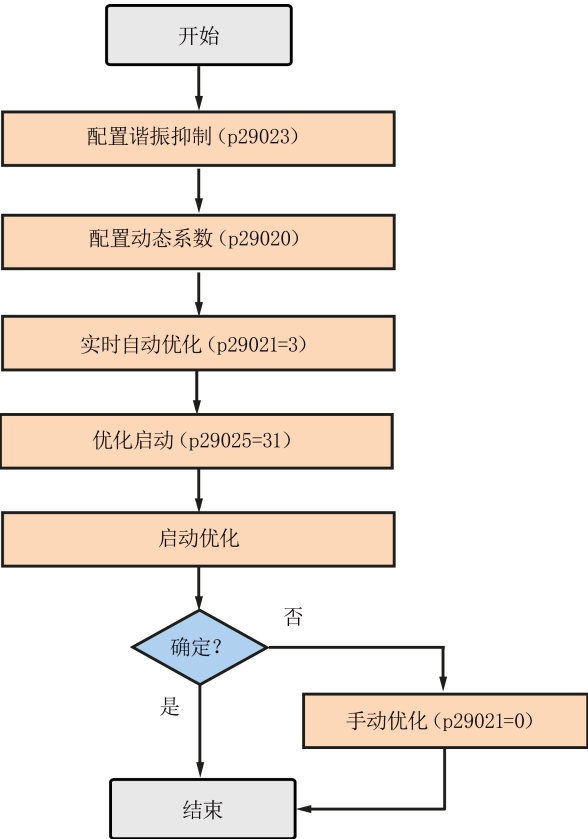 开始
配置谐振抑制（p29023）
配置动态系数（p29020）
实时自动优化（p29021=3）
优化启动（p29025=31）
启动优化
确定？
否
是
手动优化（p29021=0）
结束